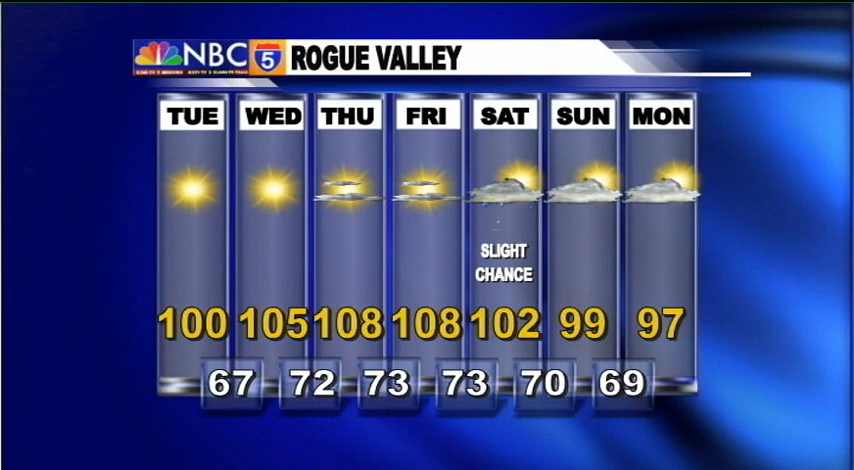 NBC 5 ROGUE VALLEY
TUE WED THU FRI SAT SUN MON
SLIGHT
CHANCE
100 105 108 108 102 99 97
67 72 73 73 70 69